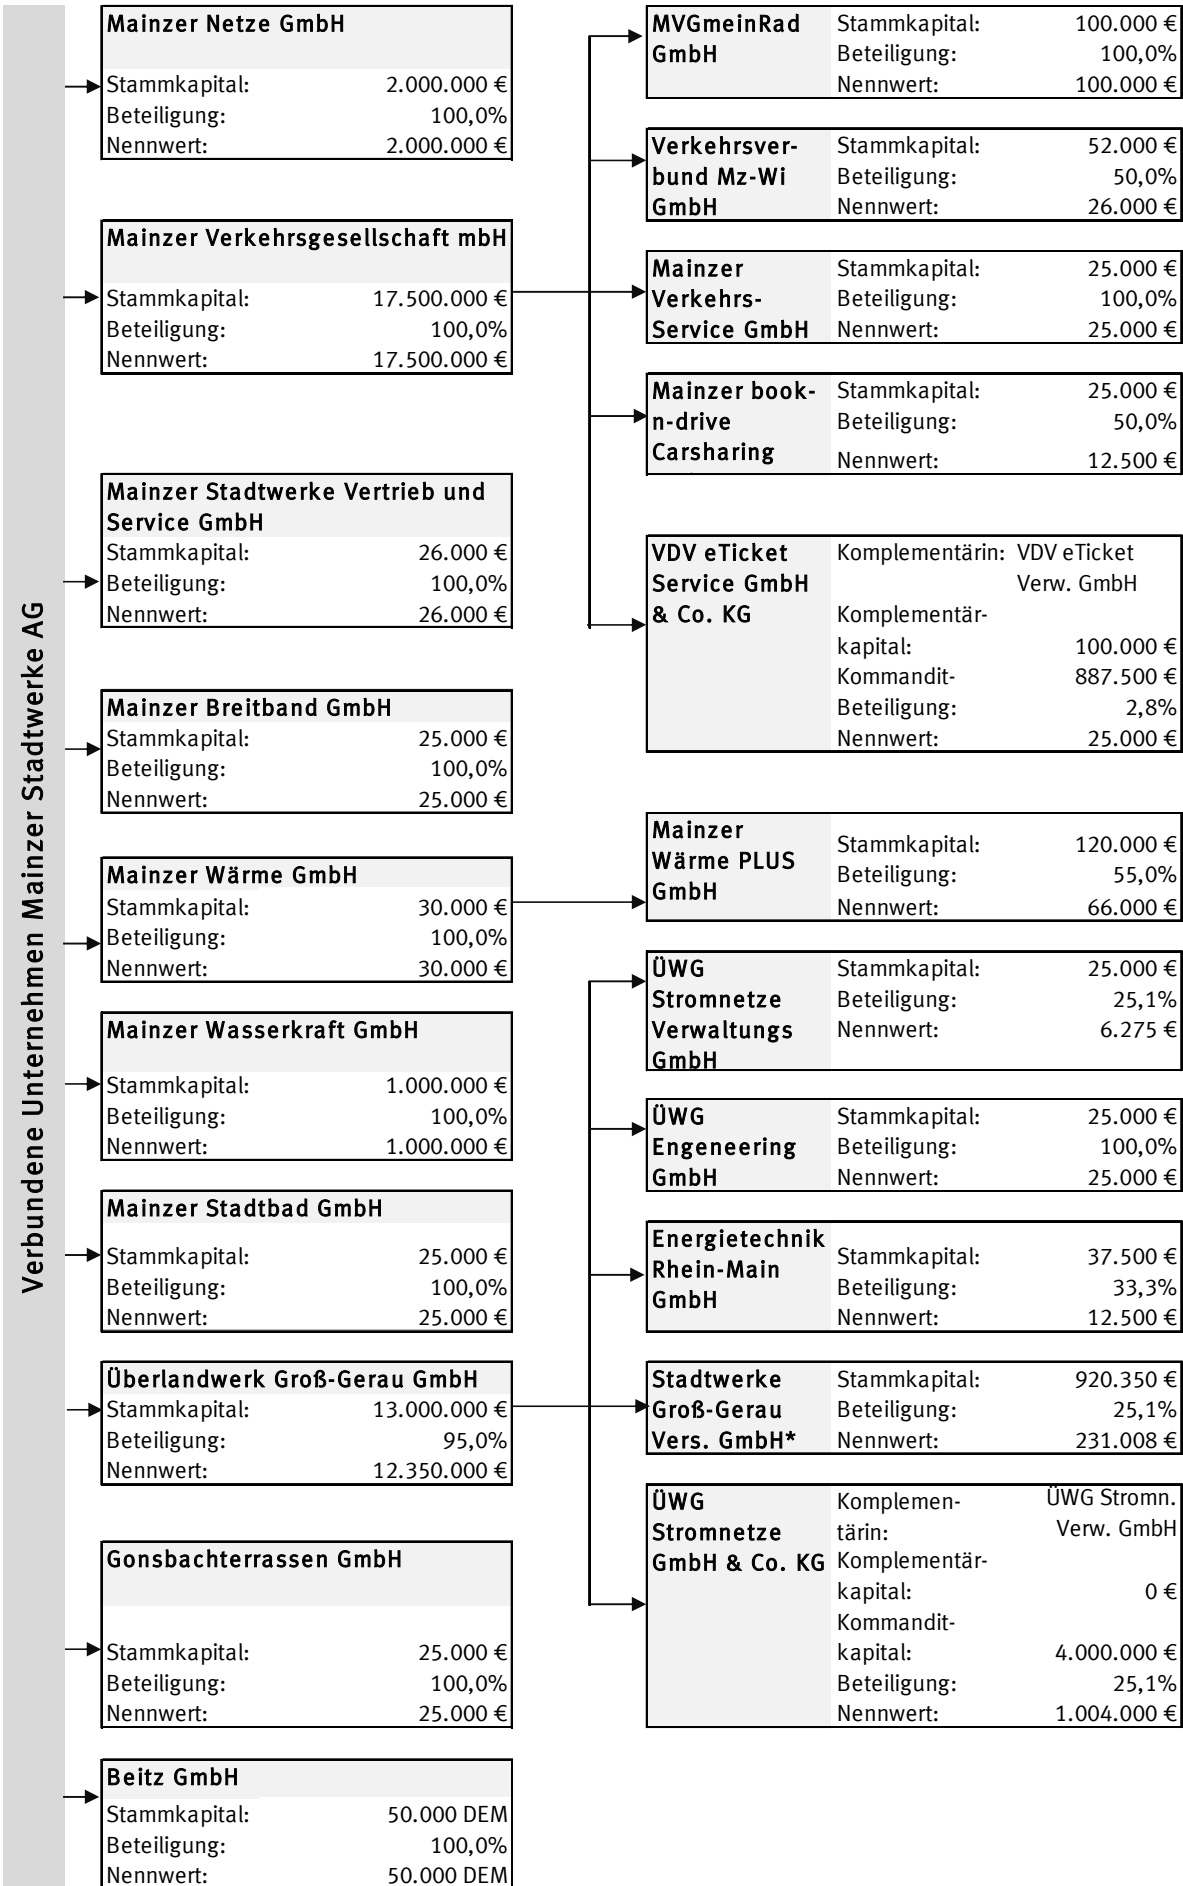 Verbundene Unternehmen Mainzer Stadtwerke AG
Mainzer Netze GmbH
Stammkapital: 2.000.000 €
Beteiligung: 100,0%
Nennwert: 2.000.000 €
Mainzer Verkehrsgesellschaft mbH
Stammkapital: 17.500.000 €
Beteiligung: 100,0%
Nennwert: 17.500.000 €
Mainzer Stadtwerke Vertrieb und
Service GmbH
Stammkapital: 26.000 €
Beteiligung: 100,0%
Nennwert: 26.000 €
Mainzer Breitband GmbH
Stammkapital: 25.000 €
Beteiligung: 100,0%
Nennwert: 25.000 €
Mainzer Wärme GmbH
Stammkapital: 30.000 €
Beteiligung: 100,0%
Nennwert: 30.000 €
Mainzer Wasserkraft GmbH
Stammkapital: 1.000.000 €
Beteiligung: 100,0%
Nennwert: 1.000.000 €
Mainzer Stadtbad GmbH
Stammkapital: 25.000 €
Beteiligung: 100,0%
Nennwert: 25.000 €
Überlandwerk Groß-Gerau GmbH
Stammkapital: 13.000.000 €
Beteiligung: 95,0%
Nennwert: 12.350.000 €
Gonsbachterrassen GmbH
Stammkapital: 25.000 €
Beteiligung: 100,0%
Nennwert: 25.000 €
Beitz GmbH
Stammkapital: 50.000 DEM
Beteiligung: 100,0%
Nennwert: 50.000 DEM
MVGmeinRad Stammkapital: 100.000 €
GmbH Beteiligung: 100,0%
Nennwert: 100.000 €
Verkehrsver- Stammkapital: 52.000 €
bund Mz-Wi Beteiligung: 50,0%
GmbH Nennwert: 26.000 €
Mainzer Stammkapital: 25.000 €
Verkehrs- Beteiligung: 100,0%
Service GmbH Nennwert: 25.000 €
Mainzer book- Stammkapital: 25.000 €
n-drive Beteiligung: 50,0%
Carsharing Nennwert: 12.500 €
VDV eTicket Komplementärin: VDV eTicket
Service GmbH Verw. GmbH
& Co. KG Komplementär-
kapital: 100.000 €
Kommandit- 887.500 €
Beteiligung: 2,8%
Nennwert: 25.000 €
Mainzer Stammkapital: 120.000 €
Wärme PLUS Beteiligung: 55,0%
GmbH Nennwert: 66.000 €
ÜWG Stammkapital: 25.000 €
Stromnetze Beteiligung: 25,1%
Verwaltungs Nennwert: 6.275 €
GmbH
ÜWG Stammkapital: 25.000 €
Engeneering Beteiligung: 100,0%
GmbH Nennwert: 25.000 €
Energietechnik Stammkapital: 37.500 €
Rhein-Main Beteiligung: 33,3%
GmbH Nennwert: 12.500 €
Stadtwerke Stammkapital: 920.350 €
Groß-Gerau Beteiligung: 25,1%
Vers. GmbH* Nennwert: 231.008 €
ÜWG Komplemen- ÜWG Stromn.
Stromnetze tärin: Verw. GmbH
GmbH & Co. KG Komplementär-
kapital: 0 €
Kommandit-
kapital: 4.000.000 €
Beteiligung: 25,1%
Nennwert: 1.004.000 €